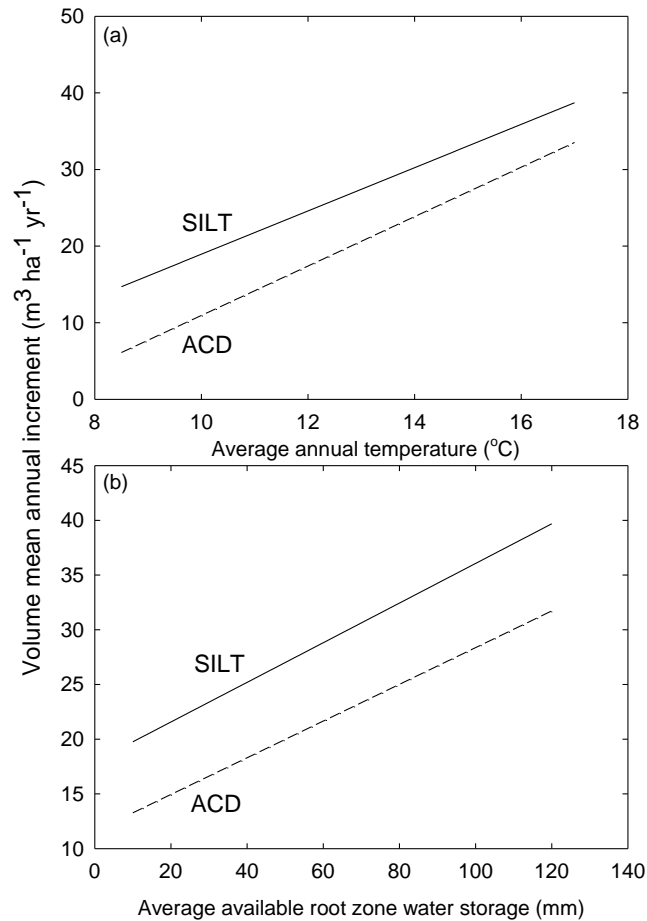 (a)
50
40
30
20
10
0
SILT
ACD
8 10 12 14 16 18
Average annual temperature (°C)
Volume mean annual increment (m³ ha⁻¹ yr⁻¹)
(b)
45
40
35
30
25
20
15
10
SILT
ACD
0 20 40 60 80 100 120 140
Average available root zone water storage (mm)